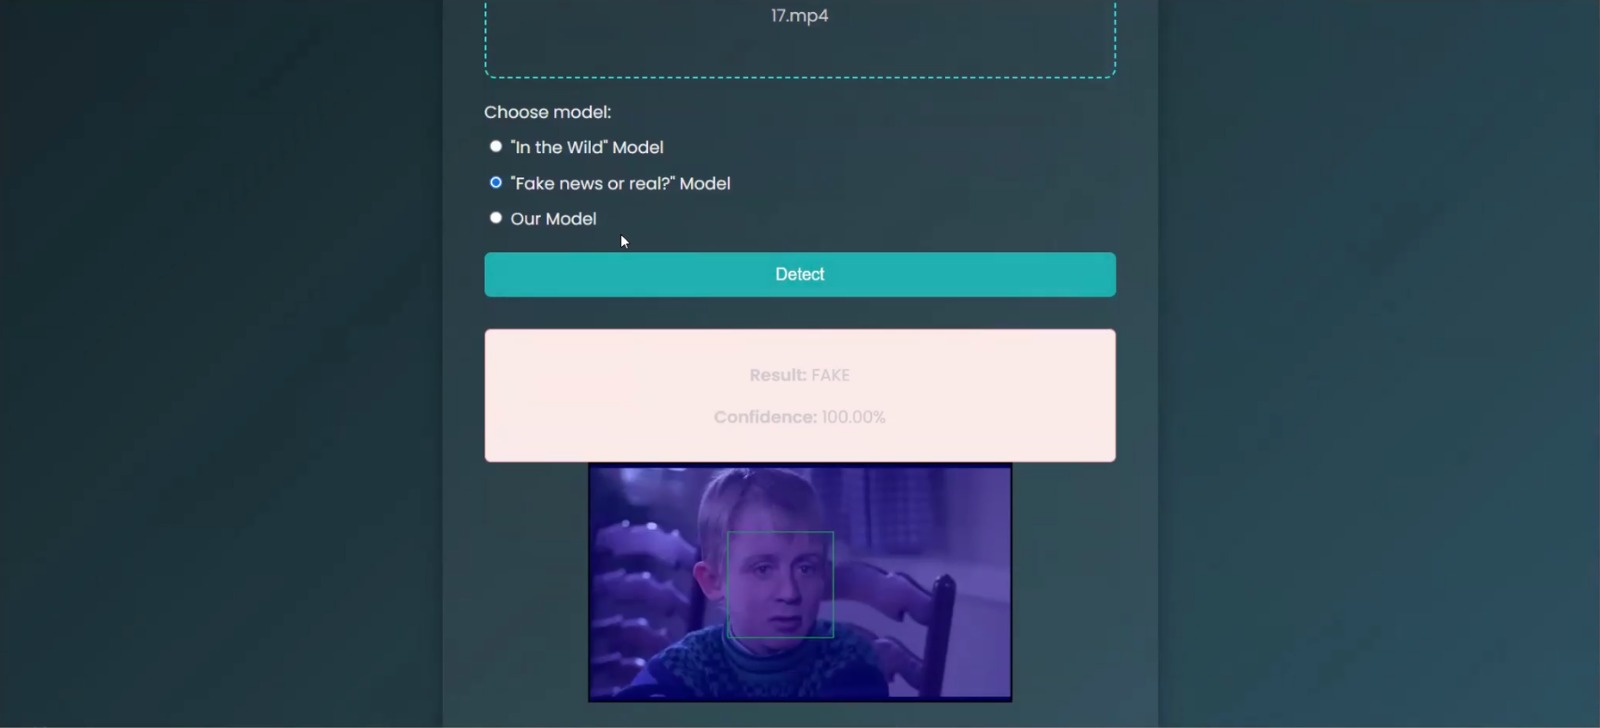 17.mp4
Choose model:
"In the Wild" Model
"Fake news or real?" Model
Our Model
Detect
Result: FAKE
Confidence: 100.00%